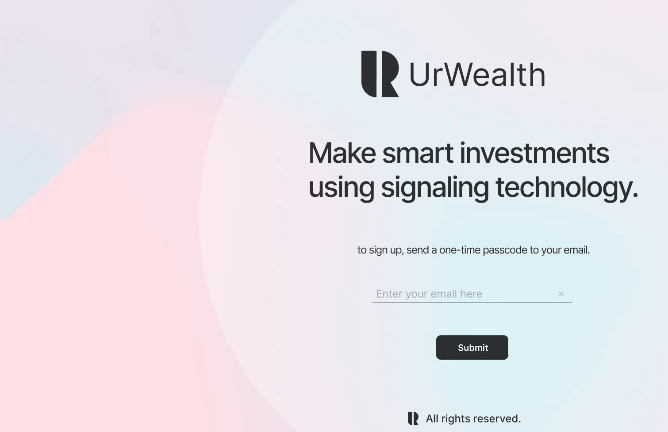 UrWealth
Make smart investments
using signaling technology.
to sign up, send a one-time passcode to your email.
Enter your email here ×
Submit
All rights reserved.